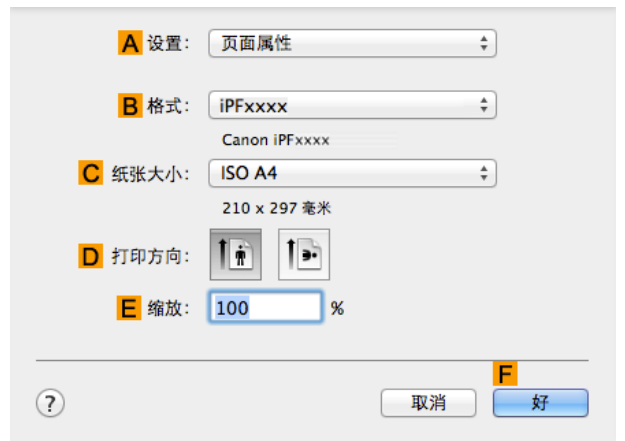 A 设置: 页面属性
B 格式: iPFxxxx
Canon iPFxxxx
C 纸张大小: ISO A4
210 x 297 毫米
D 打印方向:
E 缩放: 100 %
F
? 取消 好